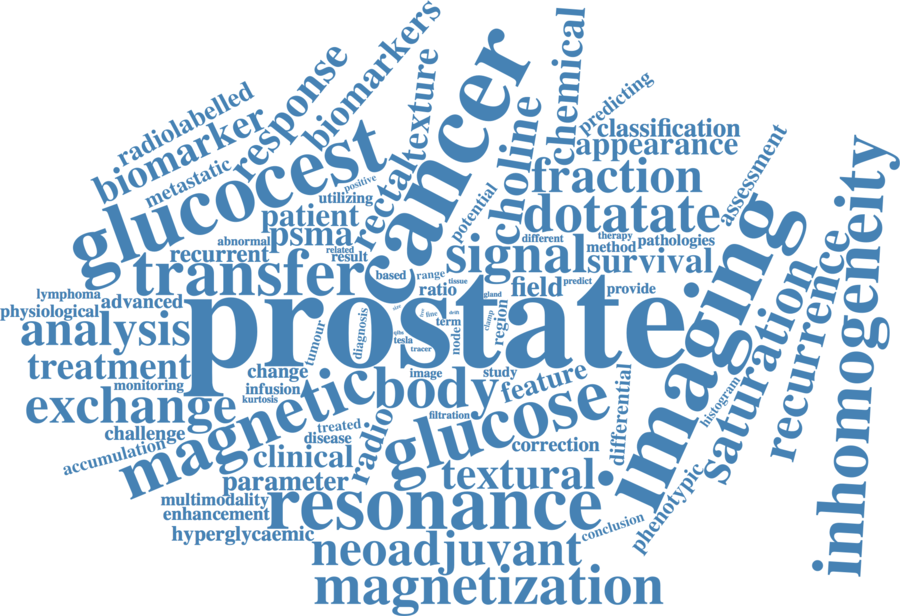 radiolabelled
biomarker
metastatic
response
biomarkers
glucocest
positive
utilizing
patient
psma
abnormal
related
result
recurrent
transfer
rectal
texture
cancer
potential
choline
chemical
predicting
classification
appearance
fraction
dotatate
assessment
different
therapy
method
pathologies
signal
survival
based
range
ratio
tissue
field
predict
provide
gland
lymphoma
physiological
advanced
analysis
prostate
tumour
diagnosis
fine
term
node
clamp
region
tesla
tracer
imaging
saturation
recurrence
inhomogeneity
treatment
monitoring
change
infusion
kurtosis
exchange
magnetic
image
body
study
feature
histogram
challenge
accumulation
treated
disease
radio
filtration
glucose
correction
differential
clinical
parameter
textural
multimodality
enhancement
hyperglycaemic
resonance
conclusion
phenotypic
neoadjuvant
magnetization